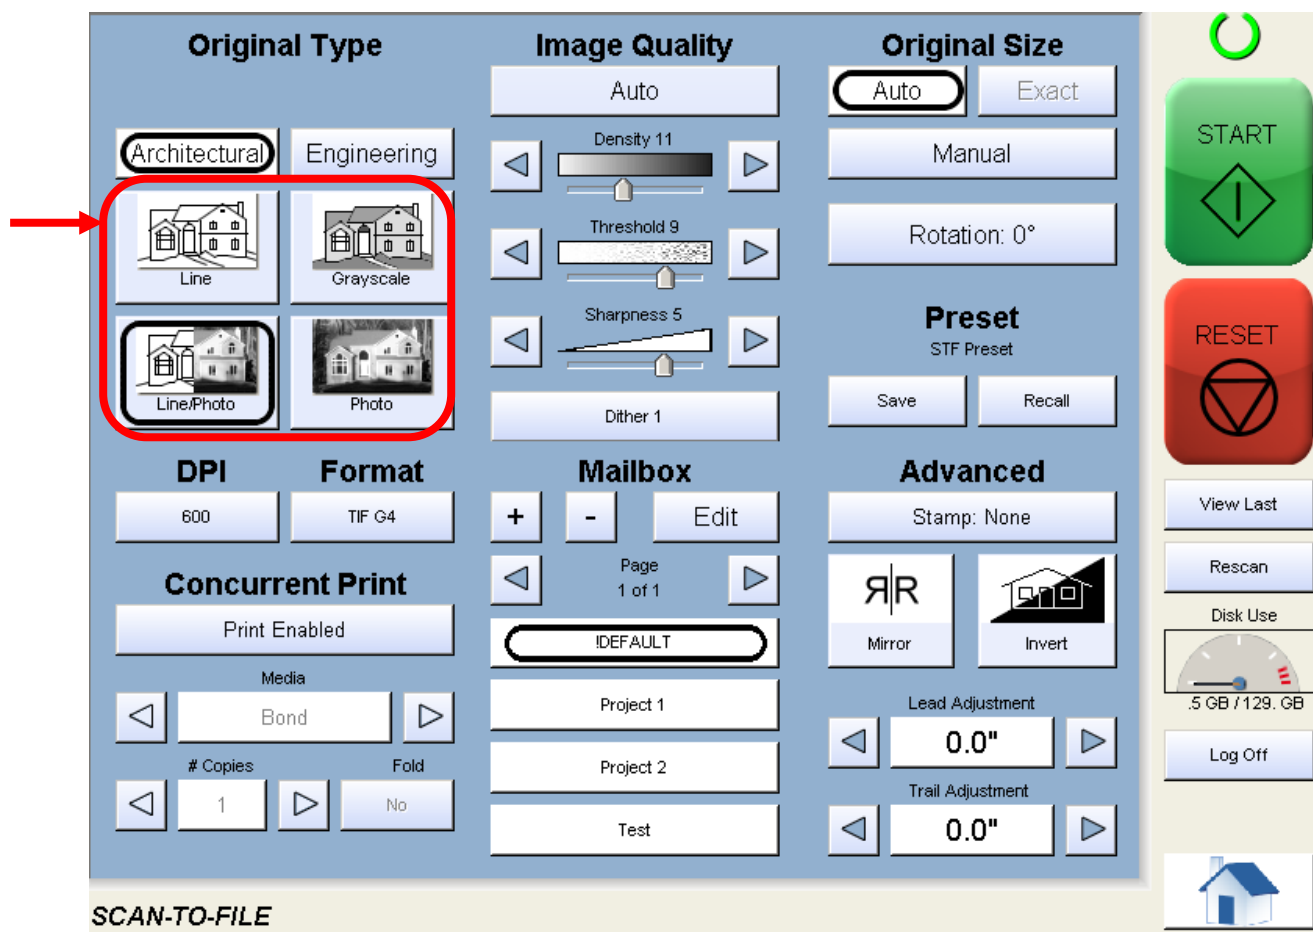 Original Type
Architectural
Engineering
Line
Grayscale
Line/Photo
Photo
DPI
Format
600
TIF G4
Concurrent Print
Print Enabled
Media
Bond
# Copies
Fold
1
No
Image Quality
Auto
Density 11
Threshold 9
Sharpness 5
Dither 1
Mailbox
+
-
Edit
Page
1 of 1
!DEFAULT
Project 1
Project 2
Test
Original Size
Auto
Exact
Manual
Rotation: 0°
Preset
STF Preset
Save
Recall
Advanced
Stamp: None
ЯR
Mirror
Invert
Lead Adjustment
0.0"
Trail Adjustment
0.0"
START
RESET
View Last
Rescan
Disk Use
.5 GB / 129. GB
Log Off
SCAN-TO-FILE